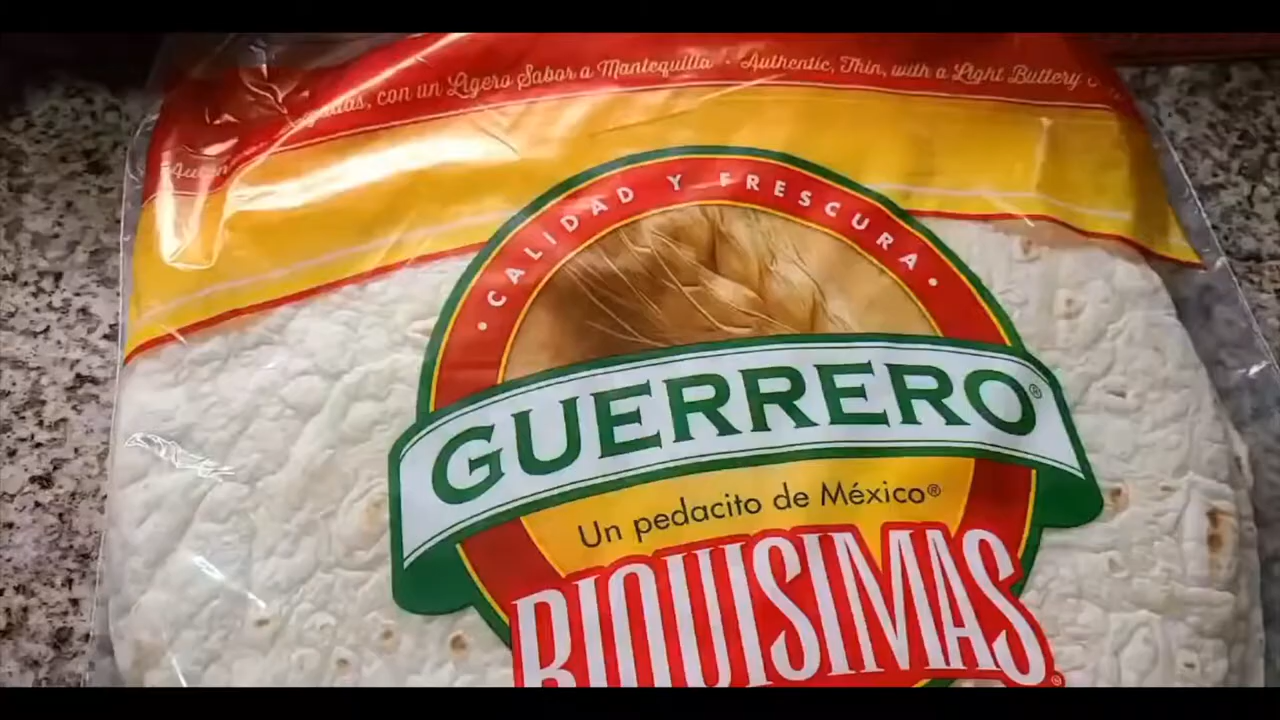 con un Ligero Sabor a Mantequilla · Authentic, Thin, with a Light Buttery
• CALIDAD Y FRESCURA •
GUERRERO®
Un pedacito de México®
RIQUISIMAS®